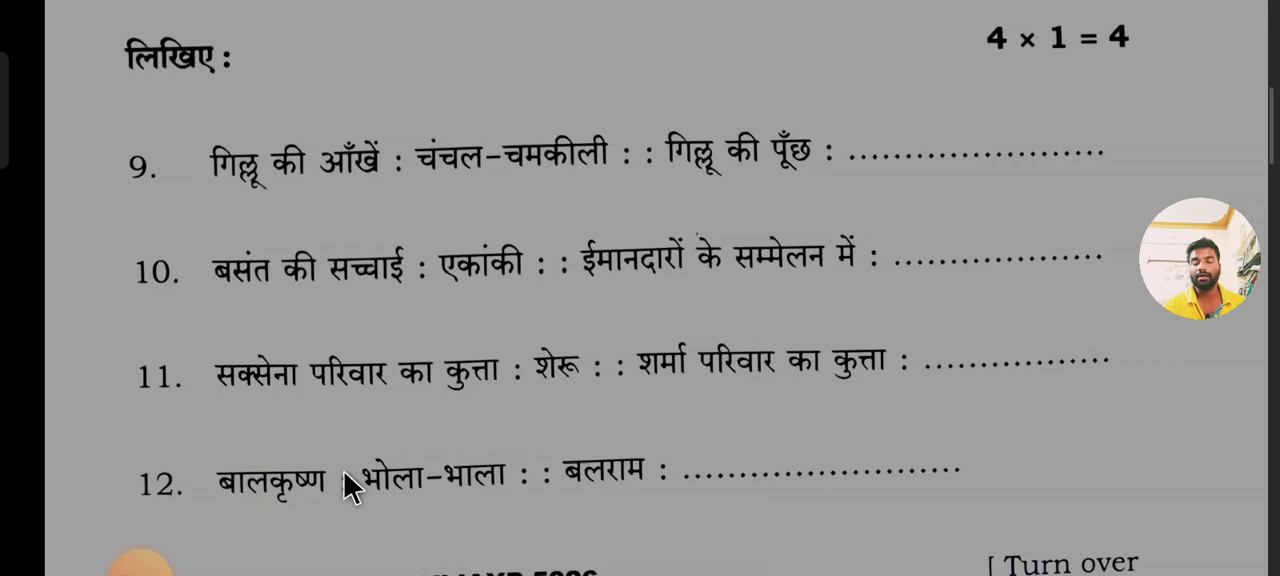 लिखिए :
4 × 1 = 4
9. गिल्लू की आँखें : चंचल-चमकीली : : गिल्लू की पूँछ : .......................
10. बसंत की सच्चाई : एकांकी : : ईमानदारों के सम्मेलन में : ...................
11. सक्सेना परिवार का कुत्ता : शेरू : : शर्मा परिवार का कुत्ता : .................
12. बालकृष्ण : भोला-भाला : : बलराम : .........................
[ Turn over